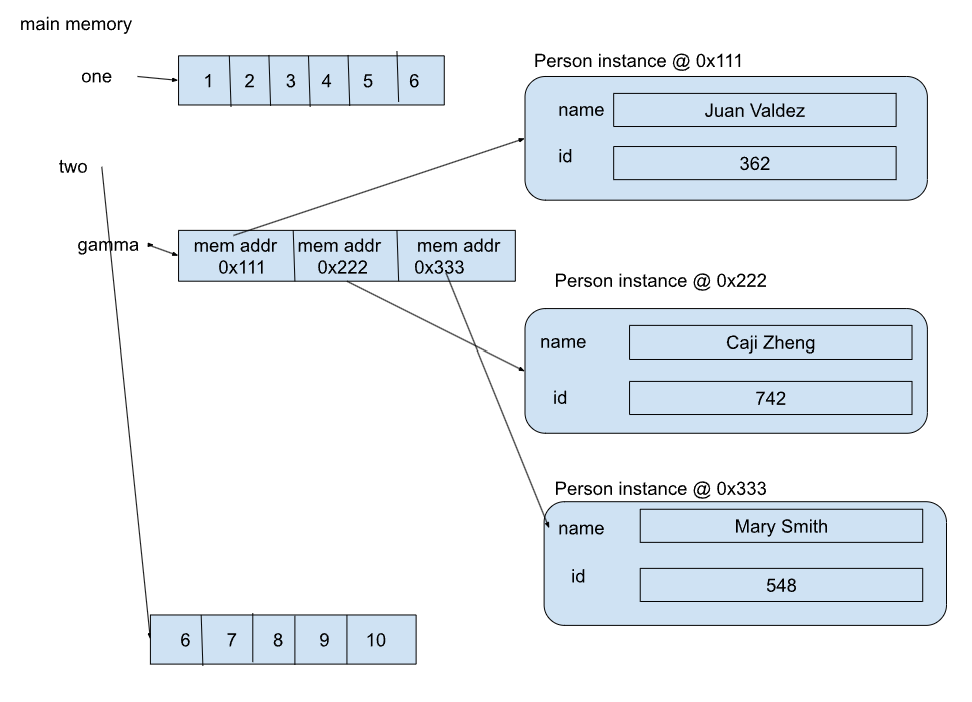 main memory
one
1 2 3 4 5 6
Person instance @ 0x111
name Juan Valdez
id 362
two
gamma
mem addr 0x111
mem addr 0x222
mem addr 0x333
Person instance @ 0x222
name Caji Zheng
id 742
Person instance @ 0x333
name Mary Smith
id 548
6 7 8 9 10